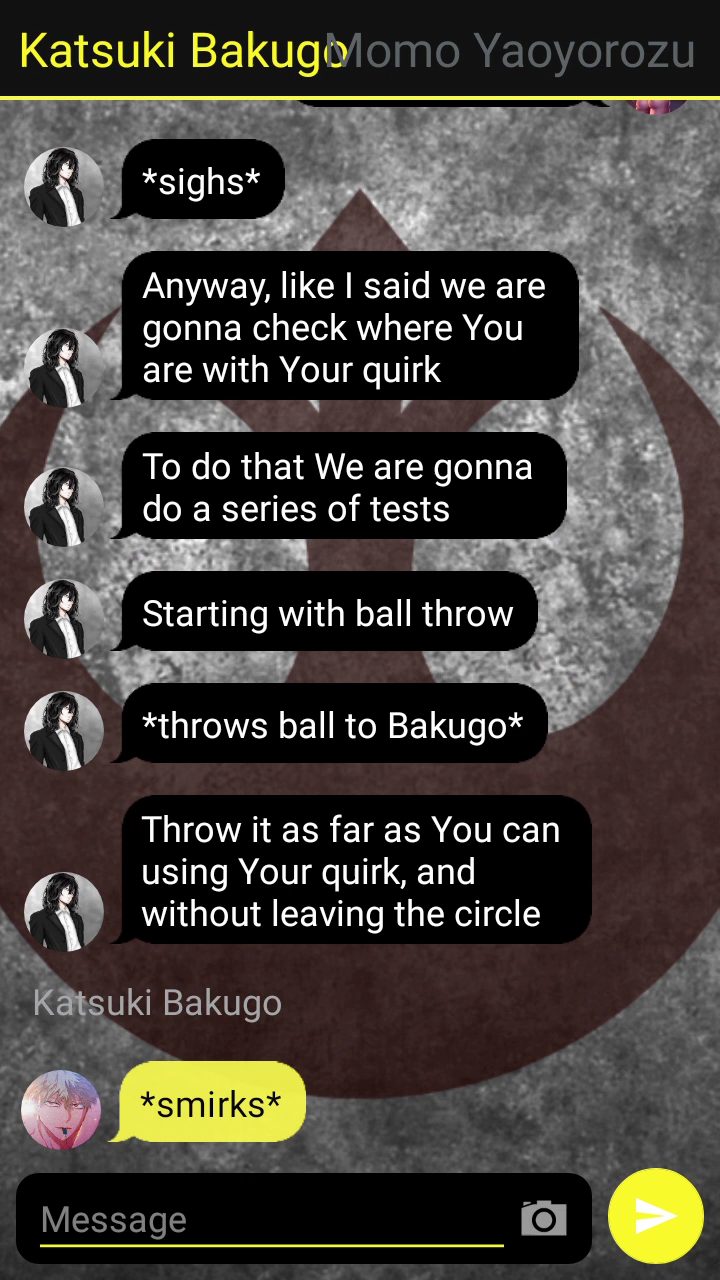 Katsuki Bakugo Momo Yaoyorozu
*sighs*
Anyway, like I said we are
gonna check where You
are with Your quirk
To do that We are gonna
do a series of tests
Starting with ball throw
*throws ball to Bakugo*
Throw it as far as You can
using Your quirk, and
without leaving the circle
Katsuki Bakugo
*smirks*
Message